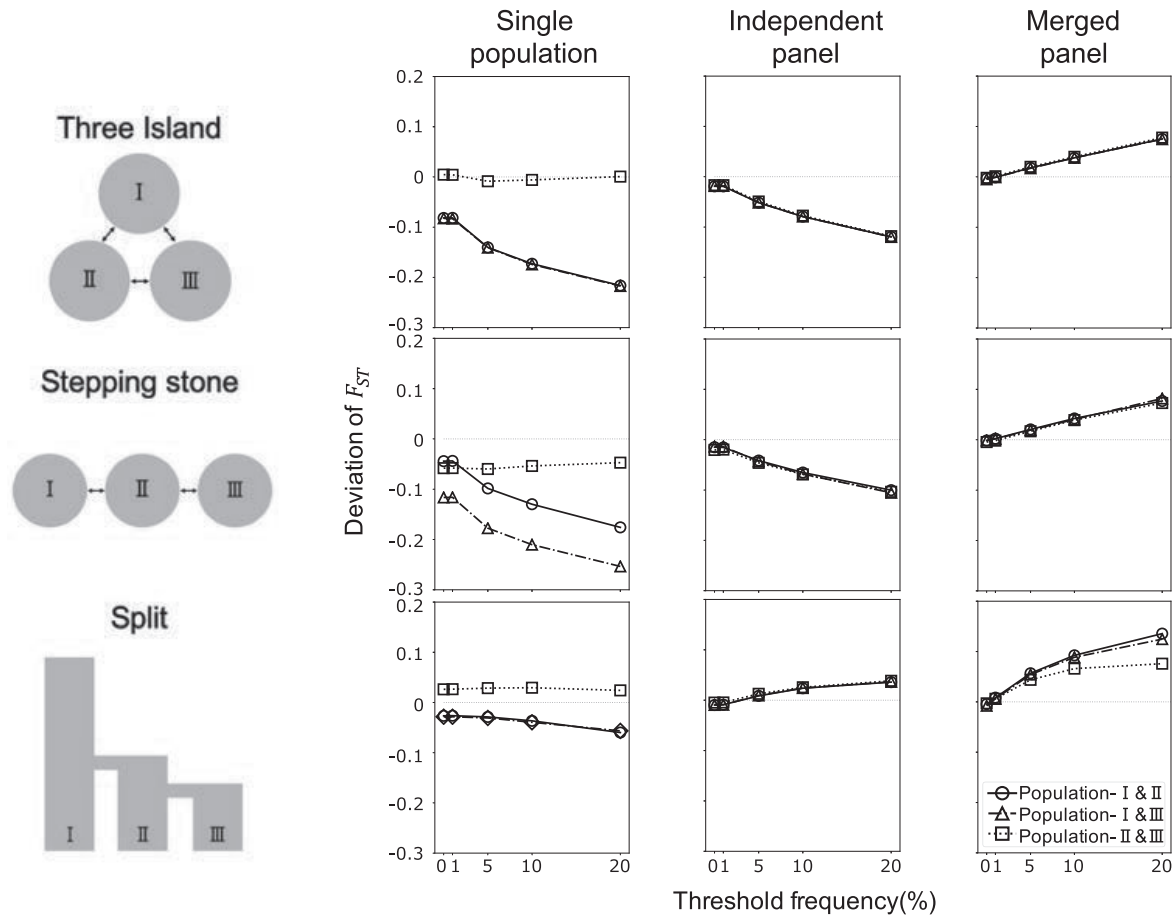 Single
population
Independent
panel
Merged
panel
Three Island
Ⅰ
Ⅱ
Ⅲ
0.2
0.1
0
-0.1
-0.2
-0.3
Stepping stone
Ⅰ
Ⅱ
Ⅲ
Deviation of F_ST
0.2
0.1
0
-0.1
-0.2
-0.3
Split
Ⅰ
Ⅱ
Ⅲ
0.2
0.1
0
-0.1
-0.2
-0.3
Population-Ⅰ&Ⅱ
Population-Ⅰ&Ⅲ
Population-Ⅱ&Ⅲ
0 1 5 10 20
0 1 5 10 20
0 1 5 10 20
Threshold frequency(%)